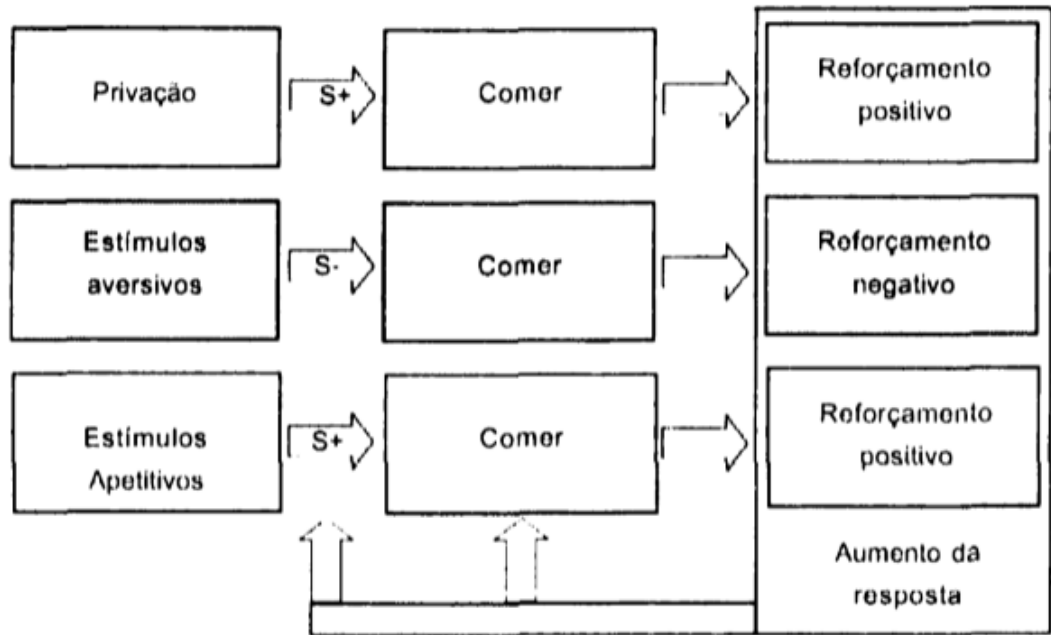 Privação
S+
Comer
Reforçamento
positivo
Estímulos
aversivos
S-
Comer
Reforçamento
negativo
Estímulos
Apetitivos
S+
Comer
Reforçamento
positivo
Aumento da
resposta